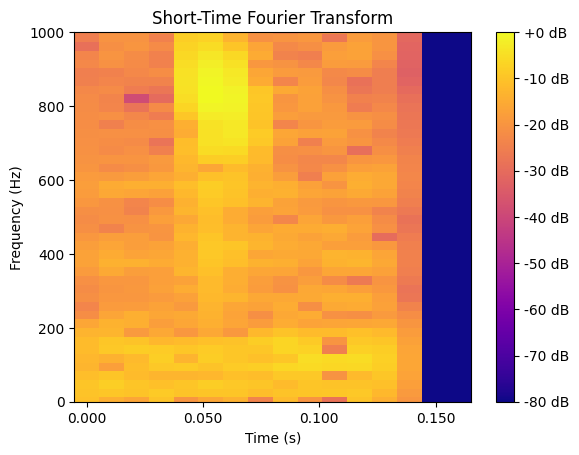 Short-Time Fourier Transform
1000
800
600
400
200
0
Frequency (Hz)
0.000
0.050
0.100
0.150
Time (s)
+0 dB
-10 dB
-20 dB
-30 dB
-40 dB
-50 dB
-60 dB
-70 dB
-80 dB